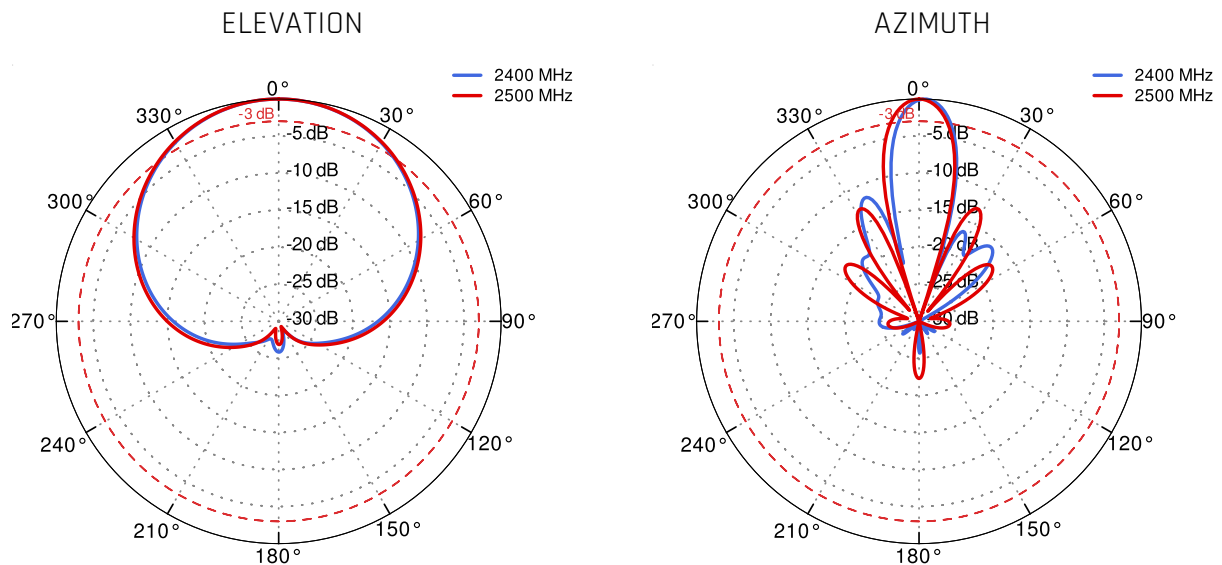 ELEVATION
2400 MHz
2500 MHz
0°
330°
-3 dB
30°
-5 dB
-10 dB
300°
-15 dB
60°
-20 dB
-25 dB
270°
-30 dB
90°
240°
120°
210°
150°
180°
AZIMUTH
2400 MHz
2500 MHz
0°
330°
-3 dB
30°
-5 dB
-10 dB
300°
-15 dB
60°
-20 dB
-25 dB
270°
-30 dB
90°
240°
120°
210°
150°
180°